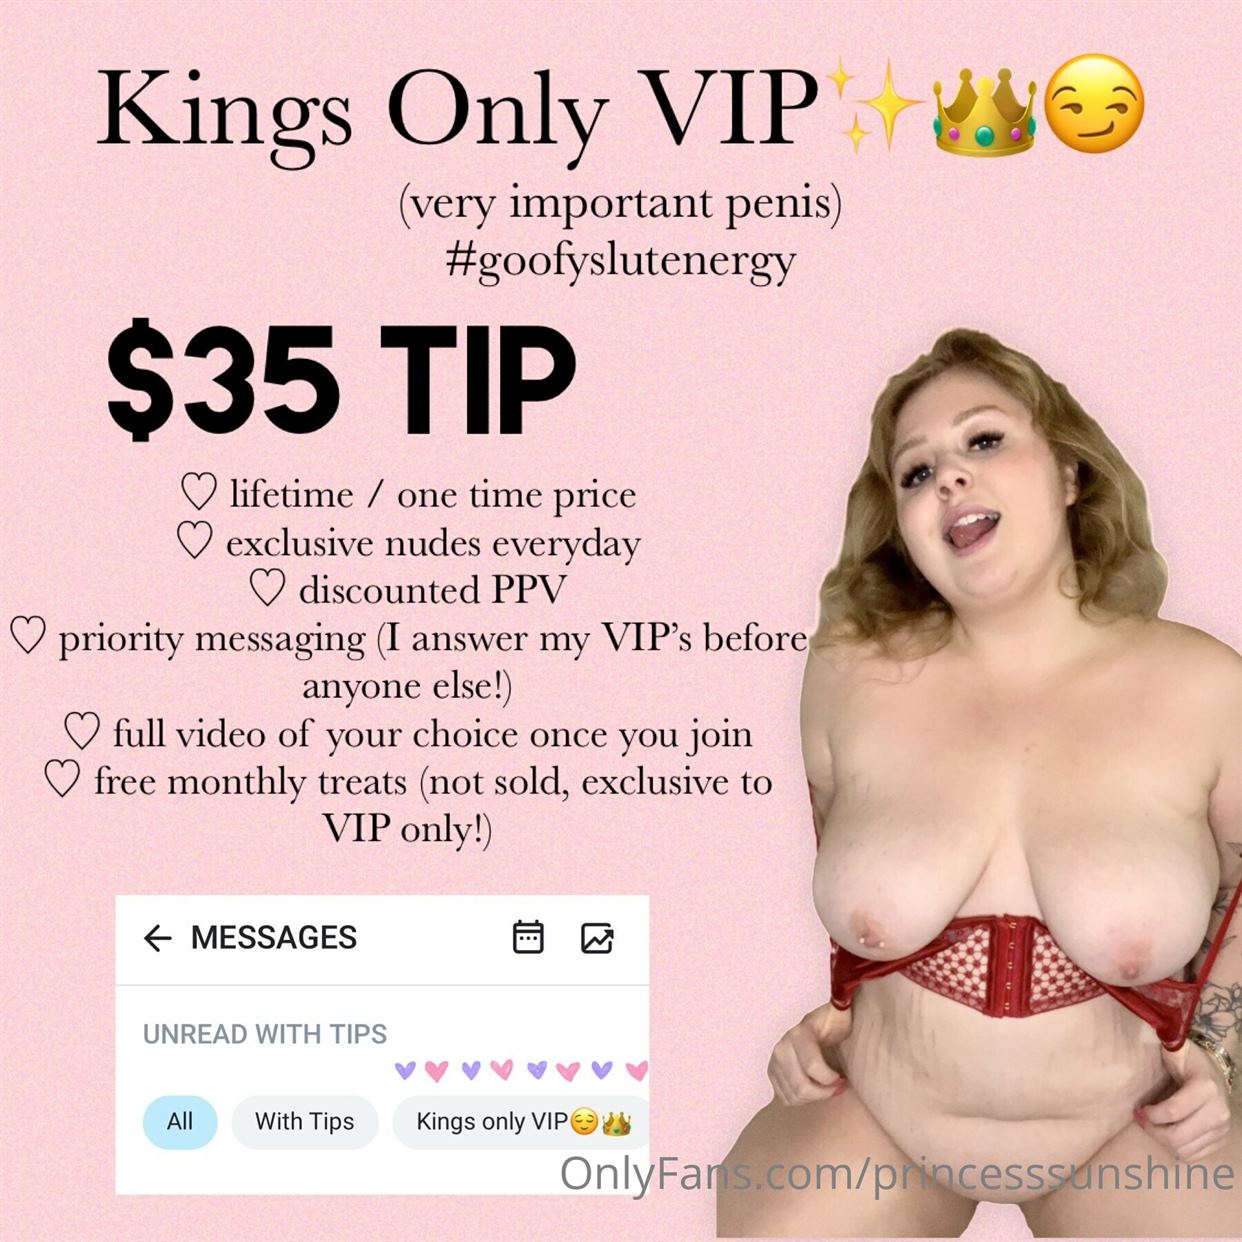 Kings Only VIP✨👑😏
(very important penis)
#goofyslutenergy
$35 TIP
♡ lifetime / one time price
♡ exclusive nudes everyday
♡ discounted PPV
♡ priority messaging (I answer my VIP's before
anyone else!)
♡ full video of your choice once you join
♡ free monthly treats (not sold, exclusive to
VIP only!)
← MESSAGES
UNREAD WITH TIPS
All With Tips Kings only VIP😌👑
OnlyFans.com/princesssunshine